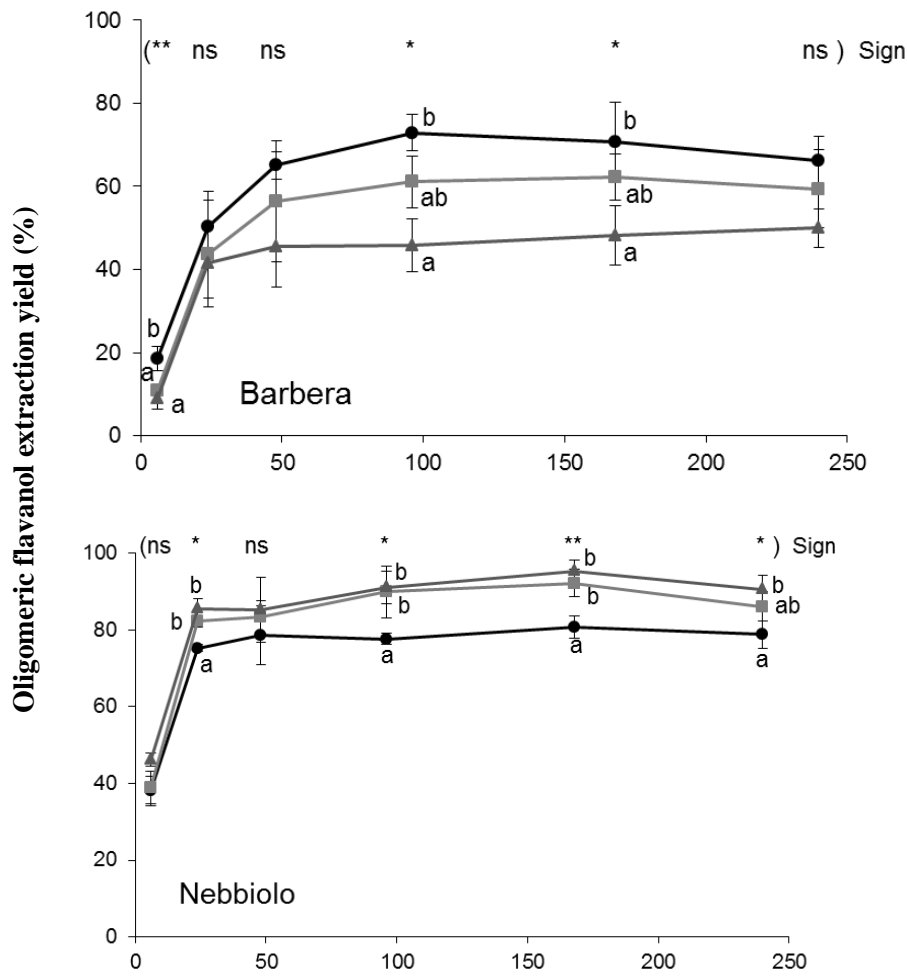 Oligomeric flavanol extraction yield (%)
100
(** ns ns * * ns ) Sign
80
b b
60
ab ab
40
a a
20
b
a
a
Barbera
0
0 50 100 150 200 250
(ns * ns * ** * ) Sign
100
b b b b
80
b b b ab
a a a a
60
40
20
Nebbiolo
0
0 50 100 150 200 250